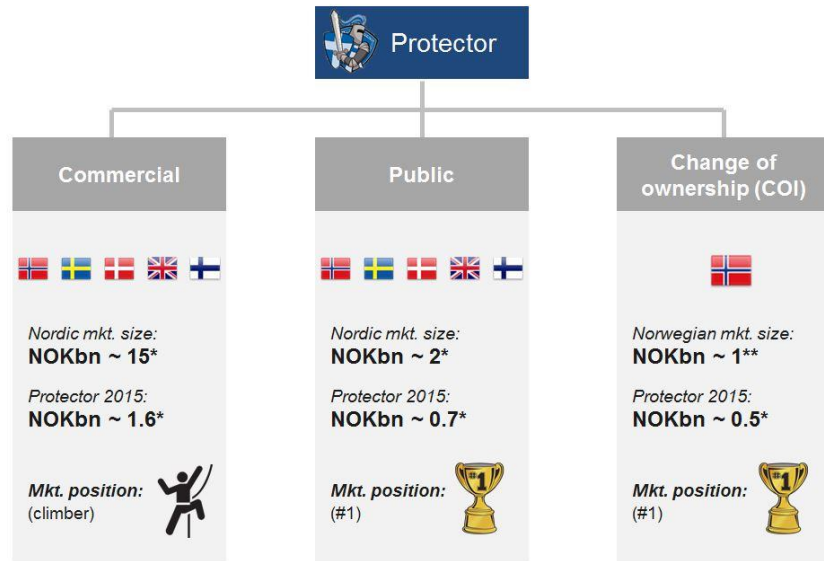 Protector
Commercial
Nordic mkt. size:
NOKbn ~ 15*
Protector 2015:
NOKbn ~ 1.6*
Mkt. position:
(climber)
Public
Nordic mkt. size:
NOKbn ~ 2*
Protector 2015:
NOKbn ~ 0.7*
Mkt. position:
(#1)
#1
Change of
ownership (COI)
Norwegian mkt. size:
NOKbn ~ 1**
Protector 2015:
NOKbn ~ 0.5*
Mkt. position:
(#1)
#1